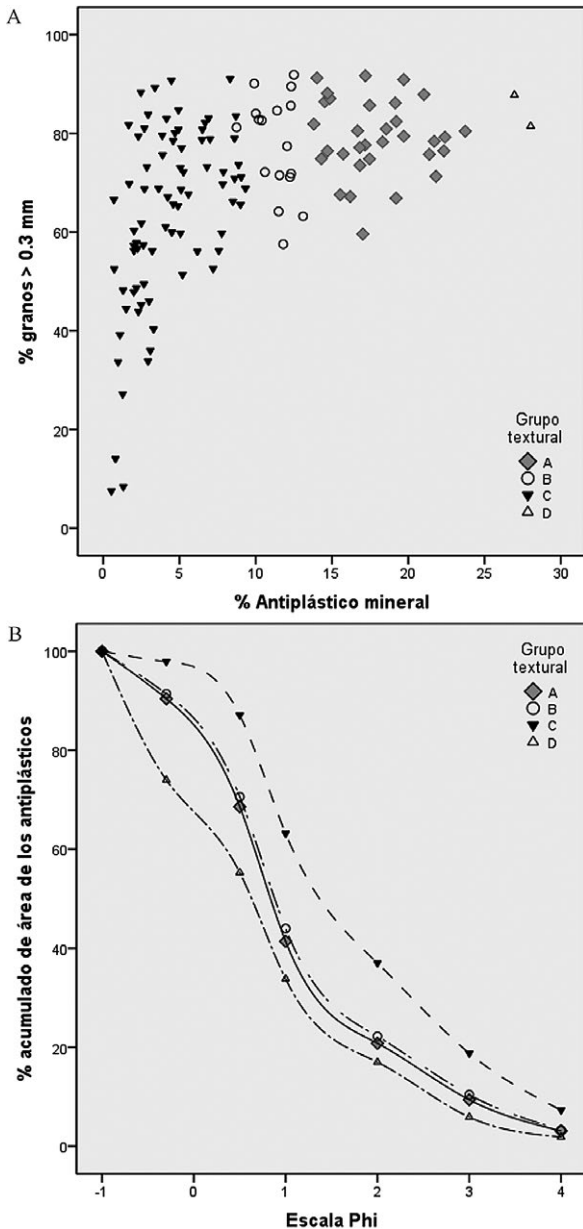 A
% granos > 0.3 mm
100
80
60
40
20
0
Grupo
textural
A
B
C
D
0 5 10 15 20 25 30
% Antiplástico mineral
B
% acumulado de área de los antiplásticos
100
80
60
40
20
0
Grupo
textural
A
B
C
D
-1 0 1 2 3 4
Escala Phi